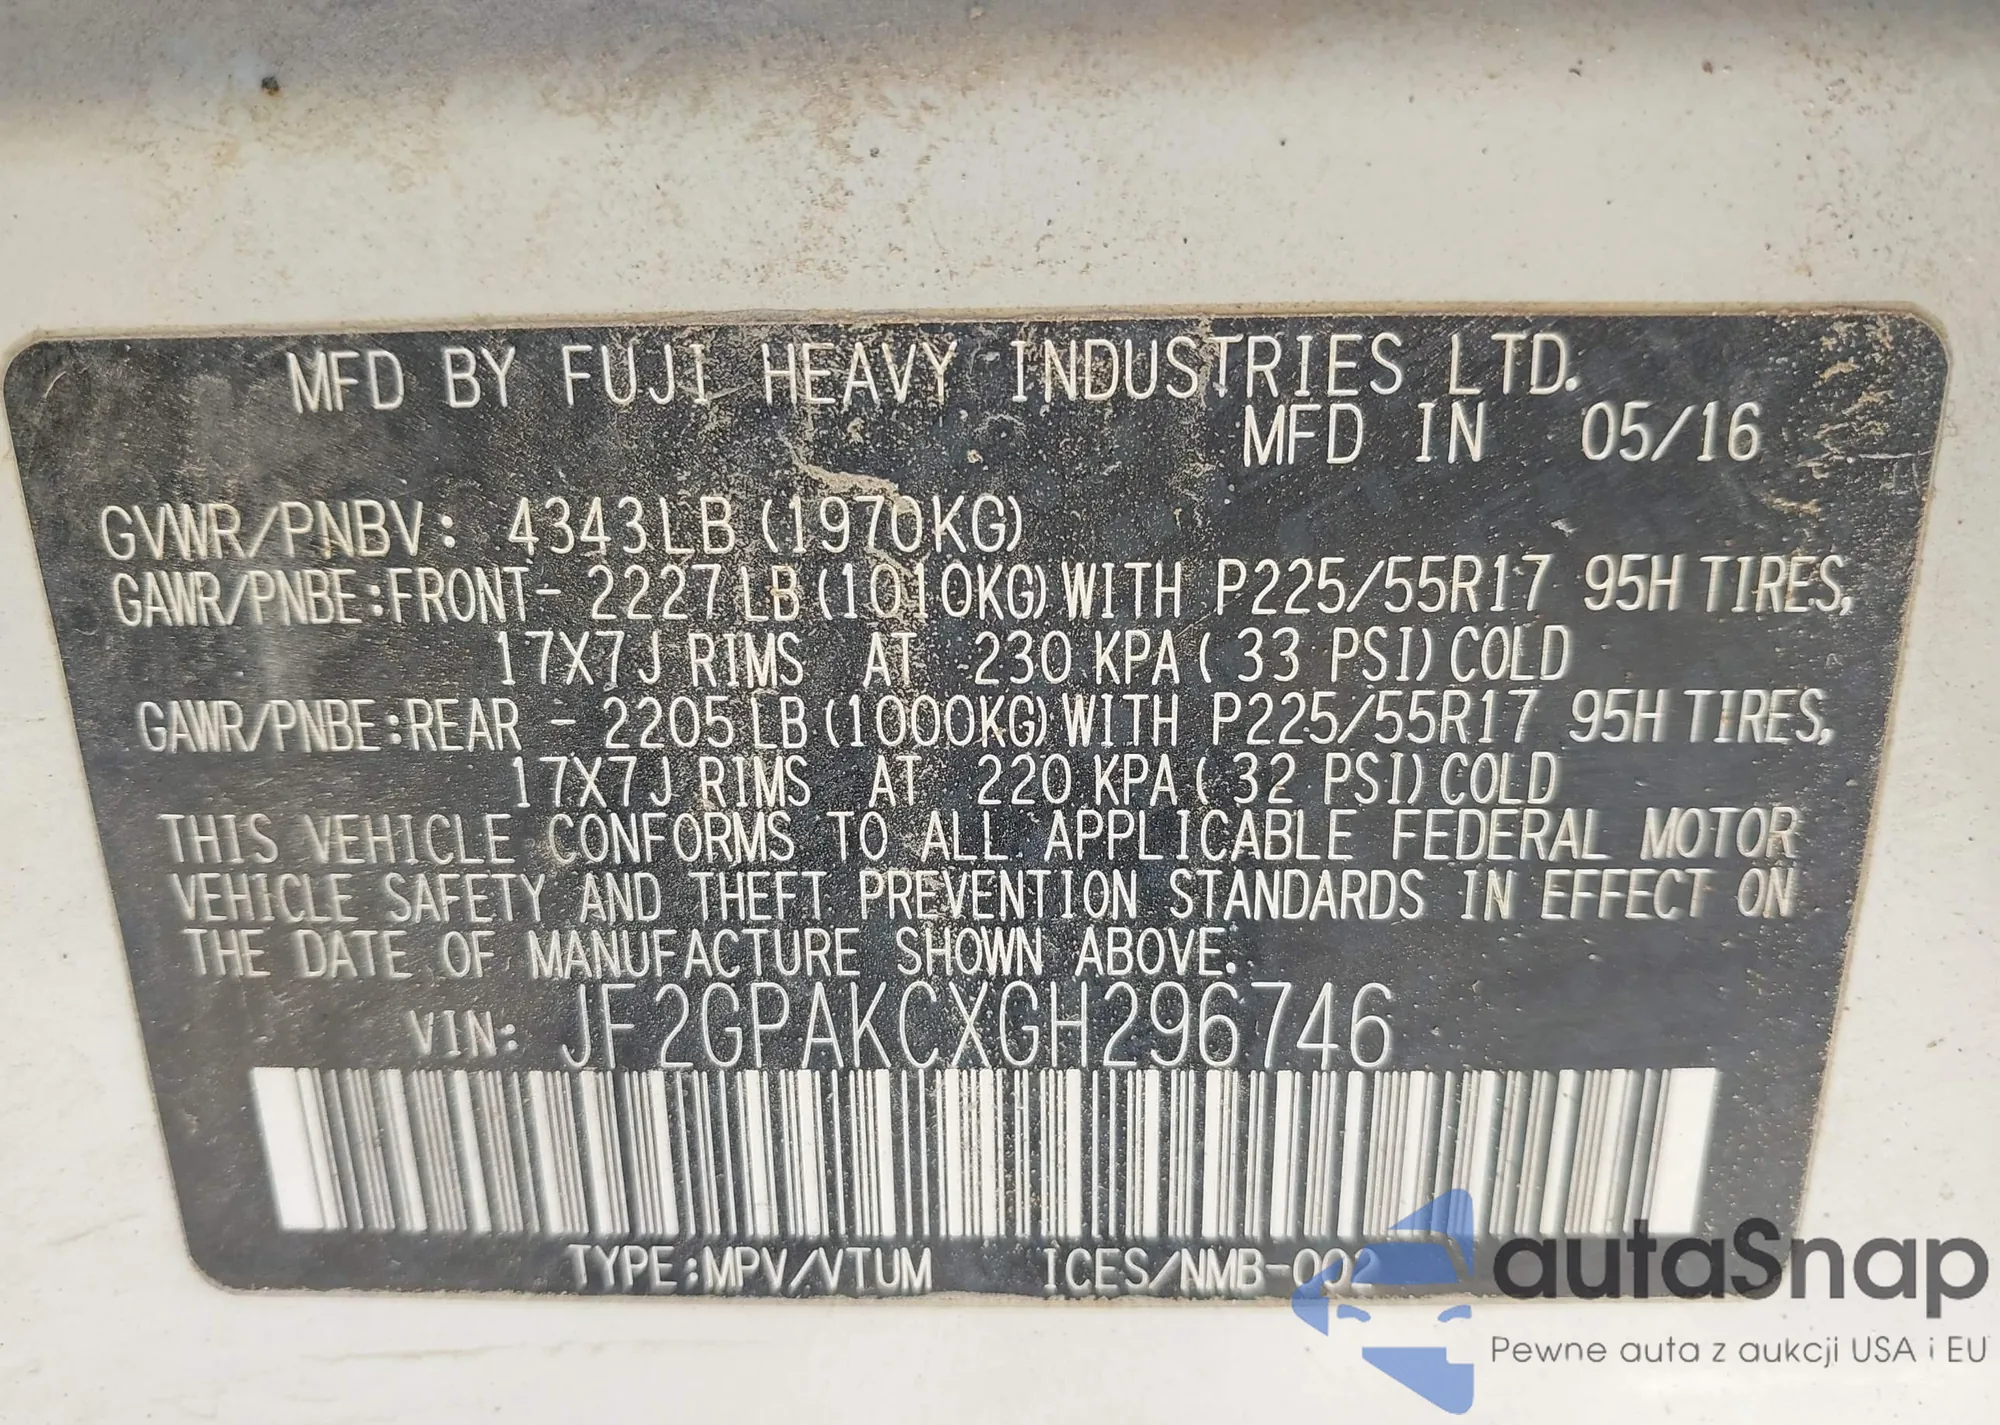 MFD BY FUJI HEAVY INDUSTRIES LTD.
MFD IN 05/16
GVWR/PNBV: 4343LB (1970KG)
GAWR/PNBE:FRONT- 2227LB (1010KG) WITH P225/55R17 95H TIRES,
17X7J RIMS AT 230 KPA ( 33 PSI) COLD
GAWR/PNBE:REAR - 2205LB (1000KG) WITH P225/55R17 95H TIRES,
17X7J RIMS AT 220 KPA ( 32 PSI) COLD
THIS VEHICLE CONFORMS TO ALL APPLICABLE FEDERAL MOTOR
VEHICLE SAFETY AND THEFT PREVENTION STANDARDS IN EFFECT ON
THE DATE OF MANUFACTURE SHOWN ABOVE.
VIN: JF2GPAKCXGH296746
TYPE:MPV/VTUM ICES/NMB-002
autaSnap
Pewne auta z aukcji USA i EU